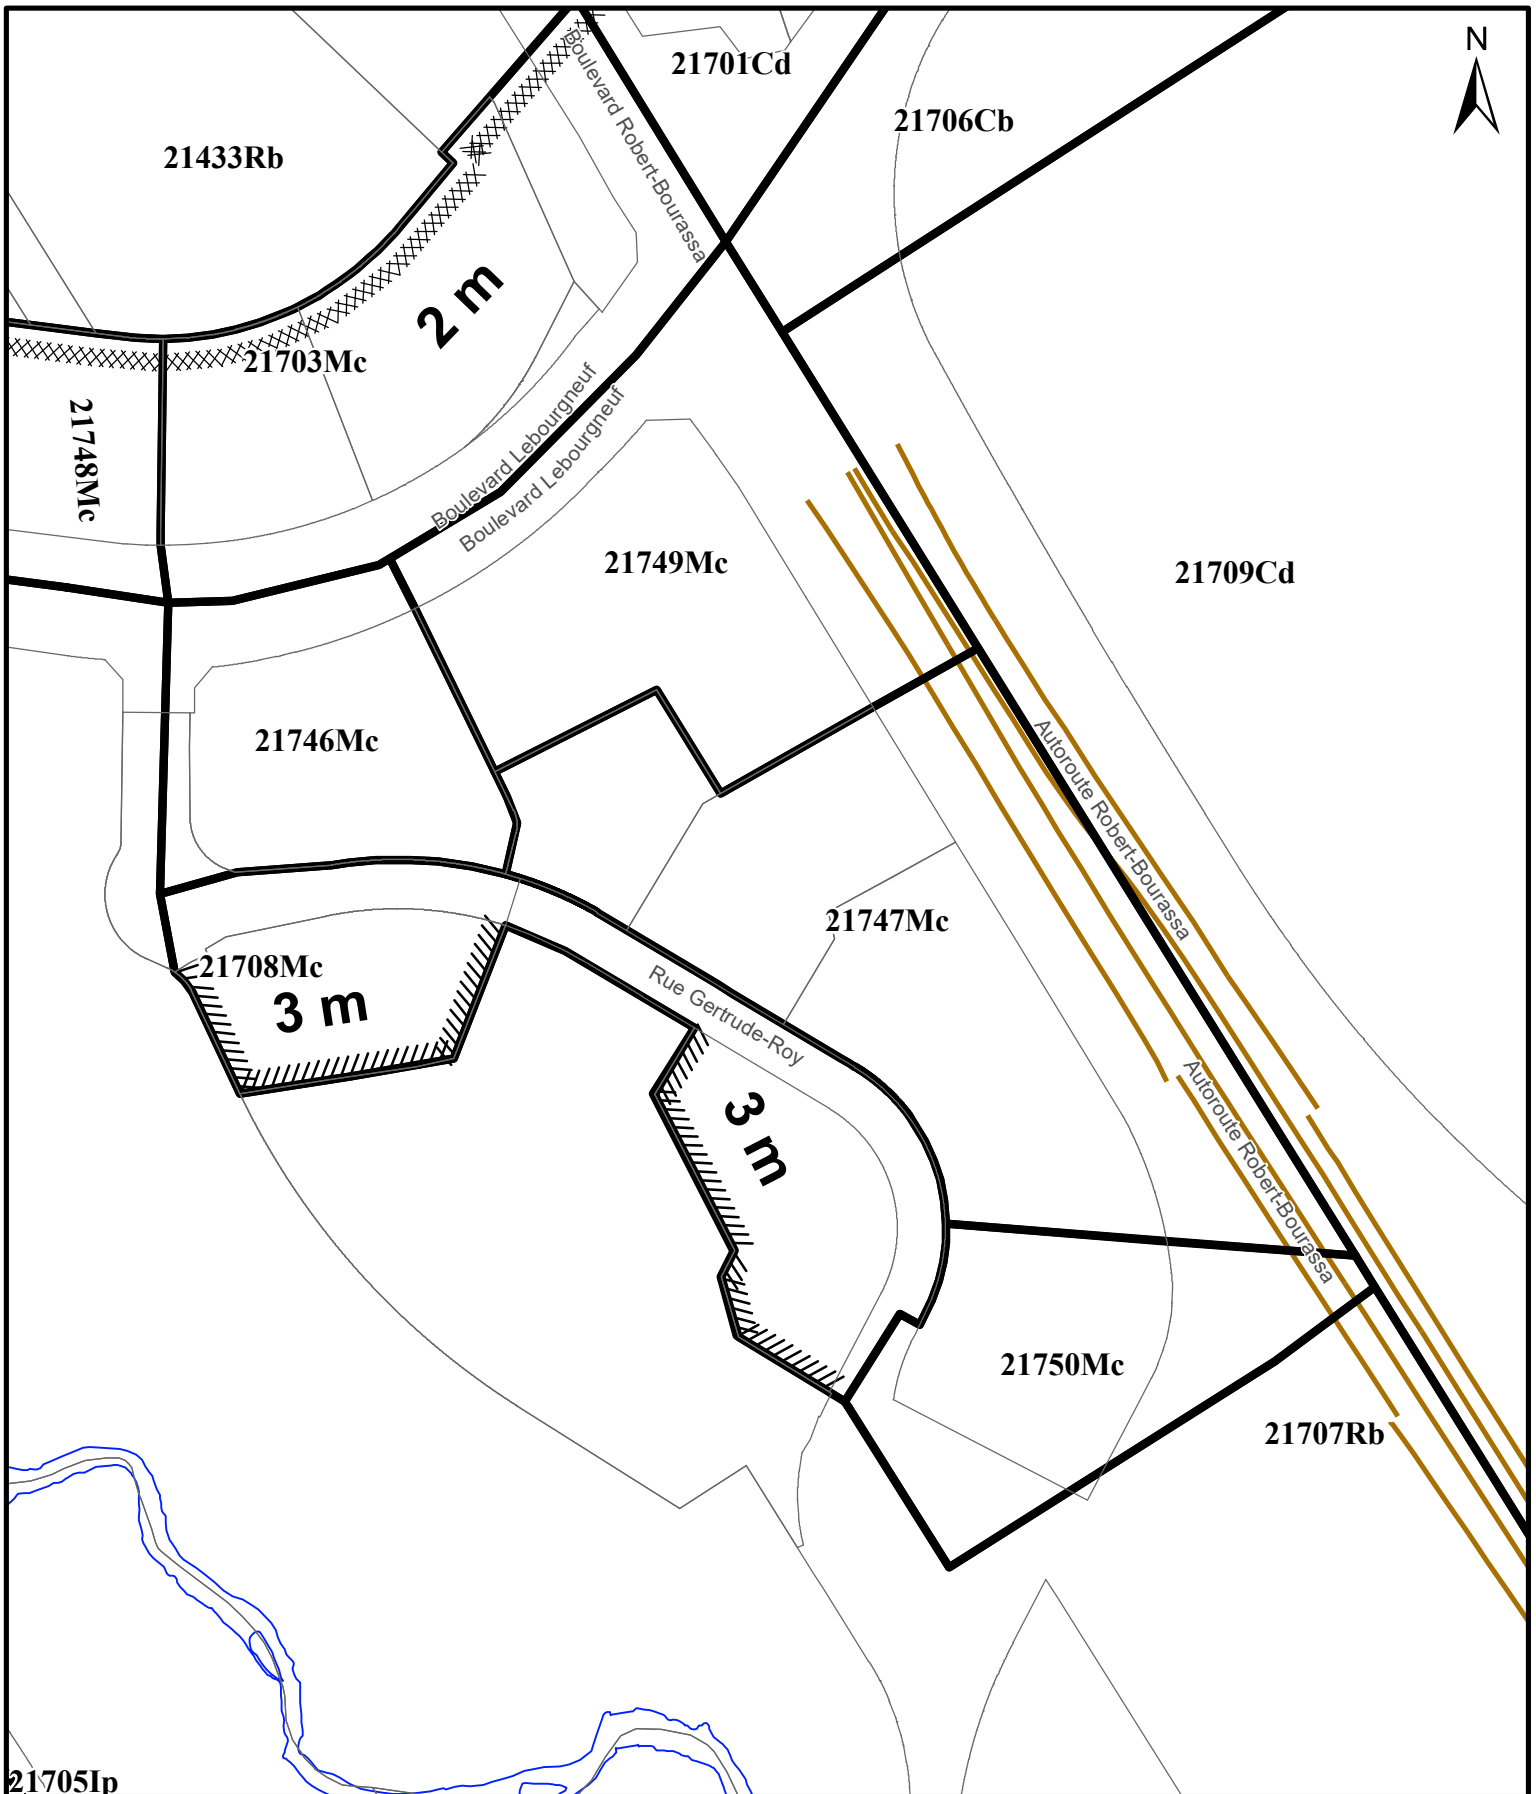 N
21701Cd
21706Cb
Boulevard Robert-Bourassa
21433Rb
2 m
21703Mc
21748Mc
Boulevard Lebourgneuf
Boulevard Lebourgneuf
21749Mc
21709Cd
21746Mc
Autoroute Robert-Bourassa
21747Mc
21708Mc
3 m
Rue Gertrude-Roy
3 m
Autoroute Robert-Bourassa
21750Mc
21707Rb
21705Ip